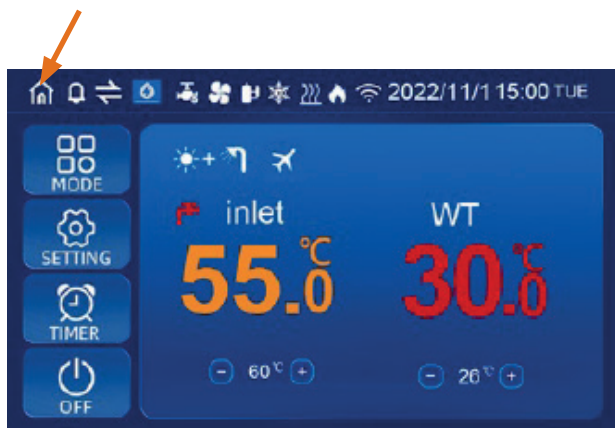 2022/11/1 15:00 TUE
MODE
SETTING
TIMER
OFF
inlet
WT
55.0℃
30.0℃
- 60℃ +
- 26℃ +